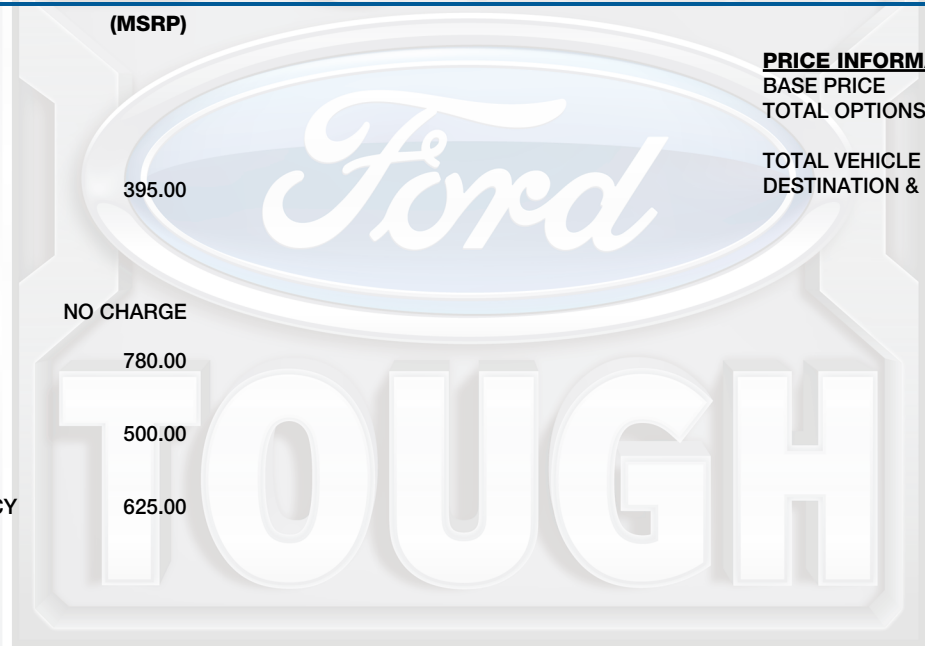 (MSRP)
395.00
NO CHARGE
780.00
500.00
CY
625.00
PRICE INFORMA
BASE PRICE
TOTAL OPTIONS
TOTAL VEHICLE
DESTINATION &
Ford
TOUGH